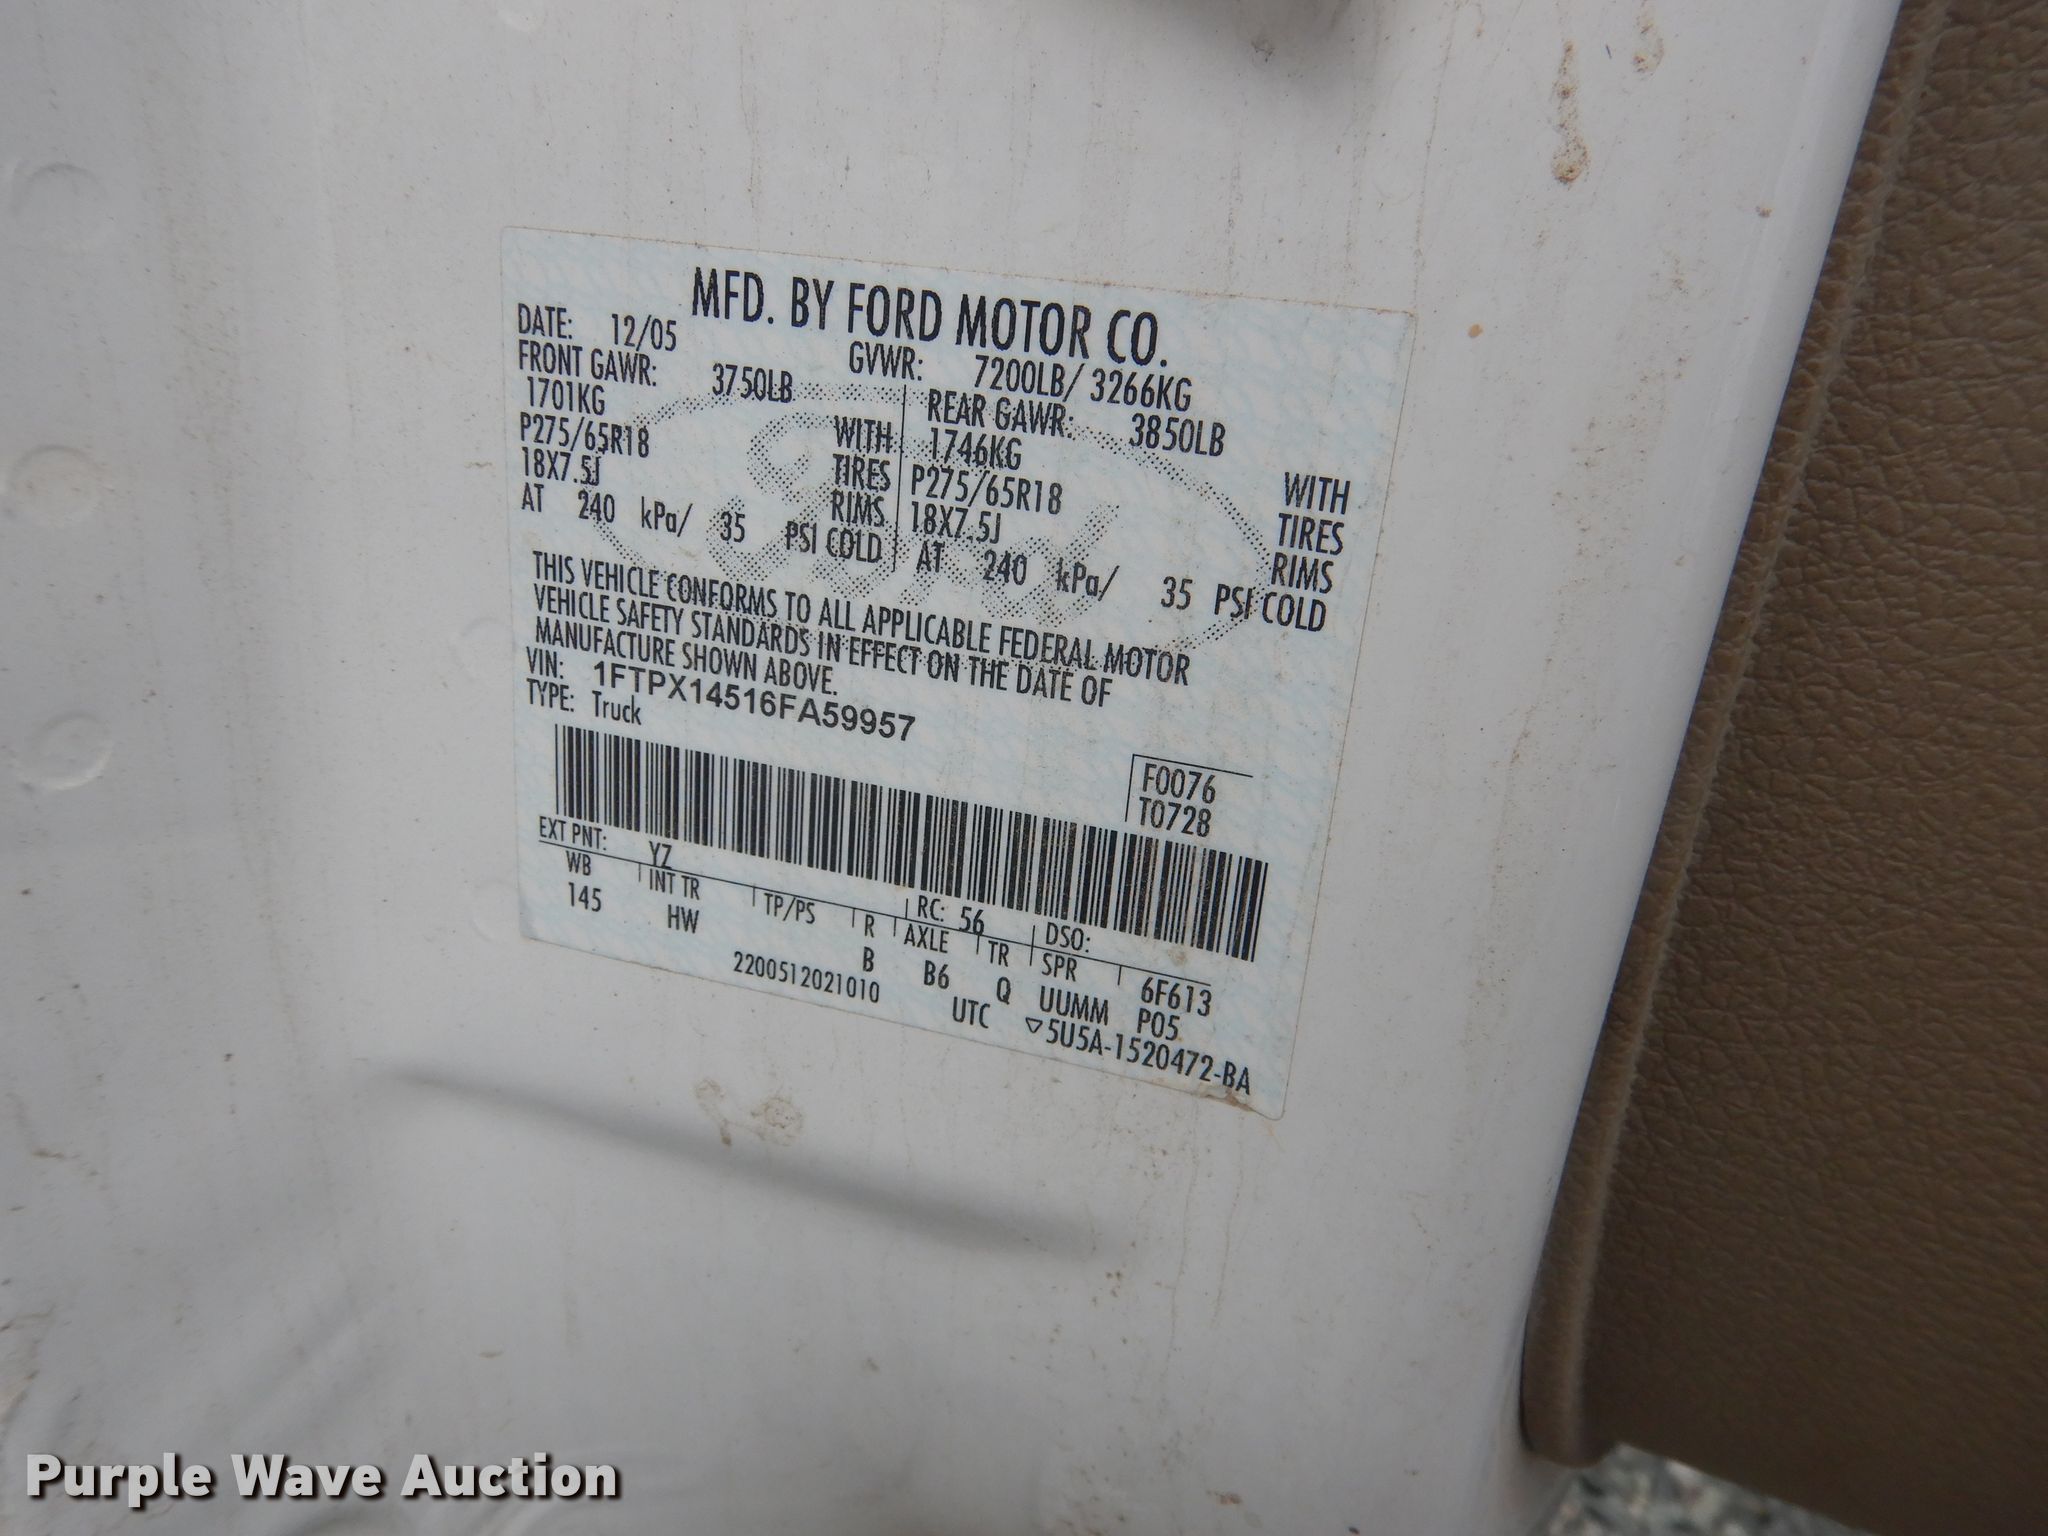 MFD. BY FORD MOTOR CO.
DATE: 12/05 GVWR: 7200LB/ 3266KG
FRONT GAWR: 3750LB REAR GAWR: 3850LB
1701KG WITH 1746KG WITH
P275/65R18 TIRES P275/65R18 TIRES
18X7.5J RIMS 18X7.5J RIMS
AT 240 kPa/ 35 PSI COLD AT 240 kPa/ 35 PSI COLD
THIS VEHICLE CONFORMS TO ALL APPLICABLE FEDERAL MOTOR
VEHICLE SAFETY STANDARDS IN EFFECT ON THE DATE OF
MANUFACTURE SHOWN ABOVE.
VIN: 1FTPX14516FA59957
TYPE: Truck
F0076
T0728
EXT PNT: YZ RC: 56 DSO:
WB INT TR TP/PS R AXLE TR SPR 6F613
145 HW B B6 Q UUMM P05
2200512021010 UTC ▽5U5A-1520472-BA
Ford
Purple Wave Auction